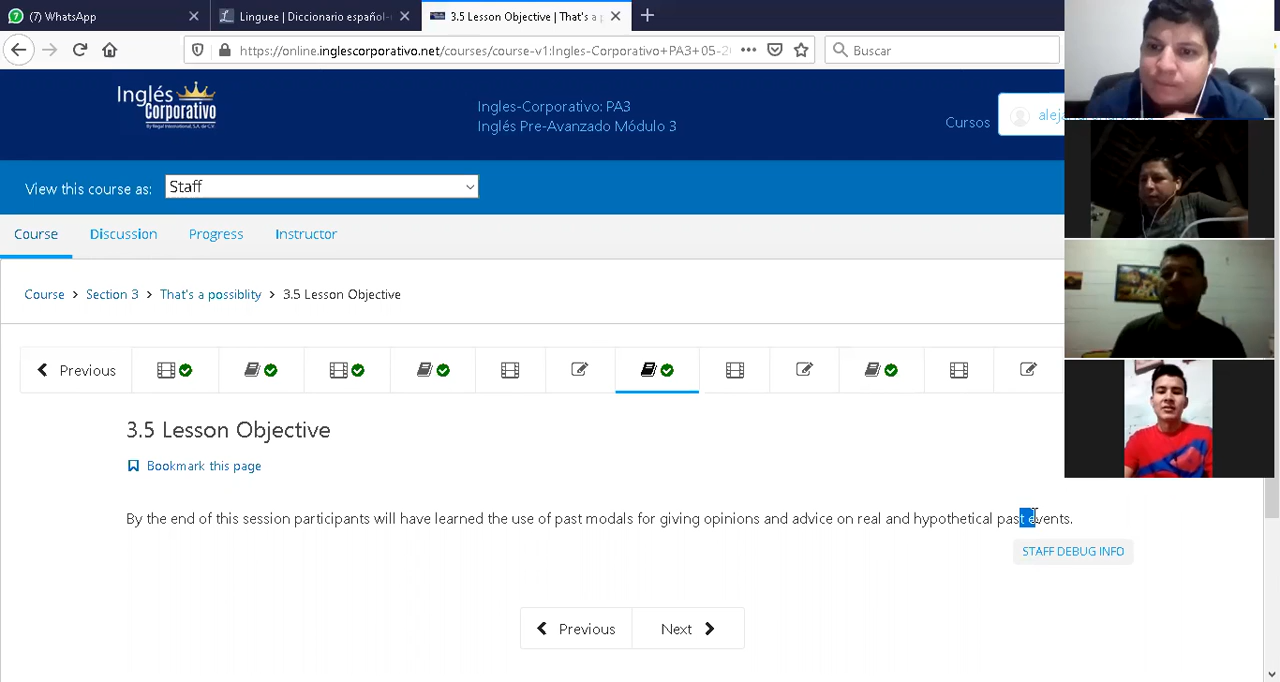 (7) WhatsApp
Linguee | Diccionario español-
3.5 Lesson Objective | That's a p
https://online.inglescorporativo.net/courses/course-v1:Ingles-Corporativo+PA3+05-2
Buscar
Inglés
Corporativo
Ingles-Corporativo: PA3
Inglés Pre-Avanzado Módulo 3
Cursos
View this course as:
Staff
Course
Discussion
Progress
Instructor
Course > Section 3 > That's a possiblity > 3.5 Lesson Objective
Previous
3.5 Lesson Objective
Bookmark this page
By the end of this session participants will have learned the use of past modals for giving opinions and advice on real and hypothetical past events.
STAFF DEBUG INFO
Previous
Next